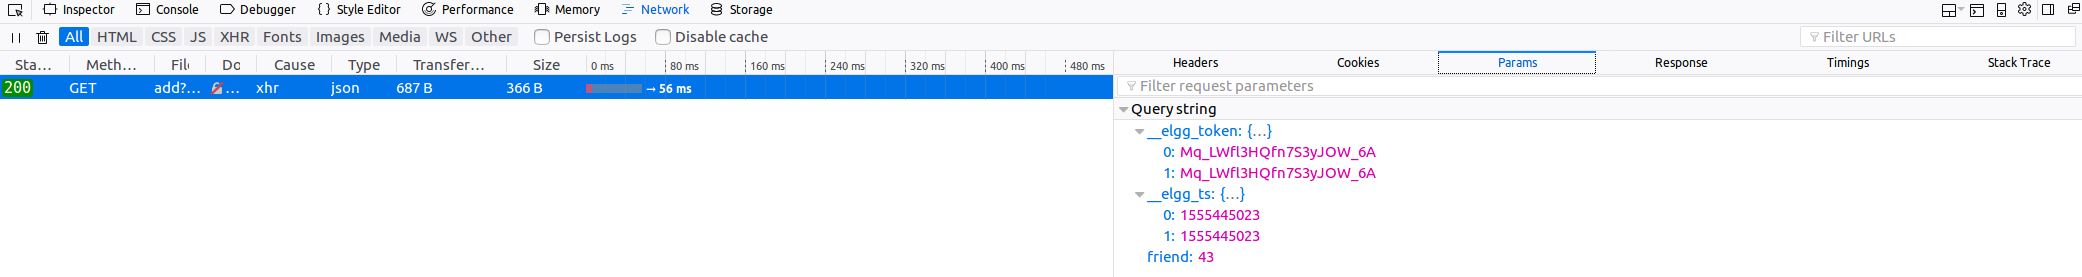 Inspector Console Debugger Style Editor Performance Memory Network Storage
All HTML CSS JS XHR Fonts Images Media WS Other Persist Logs Disable cache Filter URLs
Sta... Meth... File Do Cause Type Transfer... Size 0 ms 80 ms 160 ms 240 ms 320 ms 400 ms 480 ms Headers Cookies Params Response Timings Stack Trace
200 GET add?... ... xhr json 687 B 366 B → 56 ms
Filter request parameters
Query string
__elgg_token: {...}
0: Mq_LWfl3HQfn7S3yJOW_6A
1: Mq_LWfl3HQfn7S3yJOW_6A
__elgg_ts: {...}
0: 1555445023
1: 1555445023
friend: 43